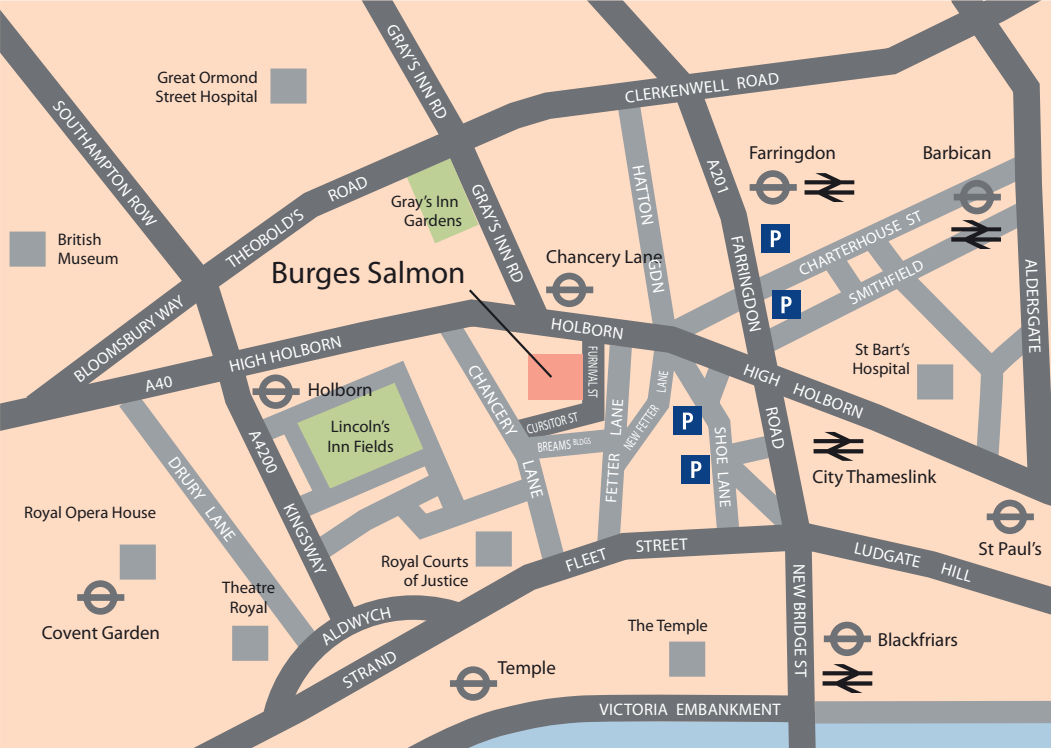 GRAY'S INN RD
Great Ormond
Street Hospital
CLERKENWELL ROAD
SOUTHAMPTON ROW
THEOBOLD'S ROAD
Gray's Inn
Gardens
GRAY'S INN RD
HATTON GDN
A201
Farringdon
Barbican
British
Museum
Burges Salmon
Chancery Lane
FARRINGDON ROAD
P
CHARTERHOUSE ST
SMITHFIELD
P
ALDERSGATE
BLOOMSBURY WAY
A40
HIGH HOLBORN
HOLBORN
HIGH HOLBORN
St Bart's
Hospital
Holborn
Lincoln's
Inn Fields
CHANCERY LANE
FURNIVAL ST
CURSITOR ST
BREAMS BLDGS
FETTER LANE
NEW FETTER LANE
P
P
SHOE LANE
City Thameslink
A4200
KINGSWAY
DRURY LANE
Royal Opera House
Covent Garden
Theatre
Royal
Royal Courts
of Justice
FLEET STREET
LUDGATE HILL
St Paul's
ALDWYCH
STRAND
Temple
The Temple
NEW BRIDGE ST
Blackfriars
VICTORIA EMBANKMENT